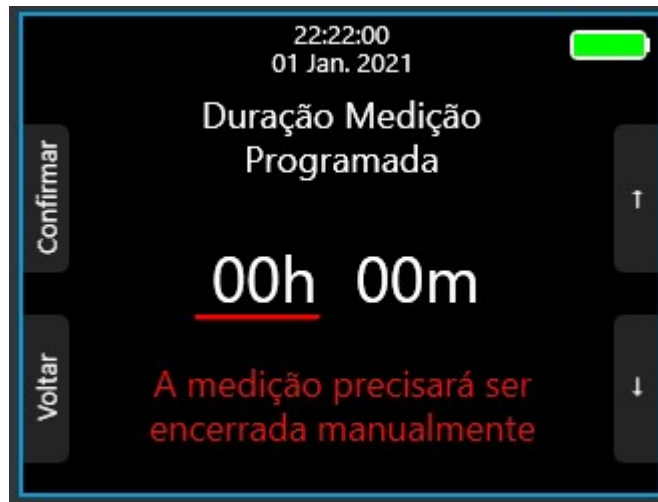 22:22:00
01 Jan. 2021
Duração Medição
Programada
Confirmar
↑
00h 00m
Voltar
↓
A medição precisará ser
encerrada manualmente